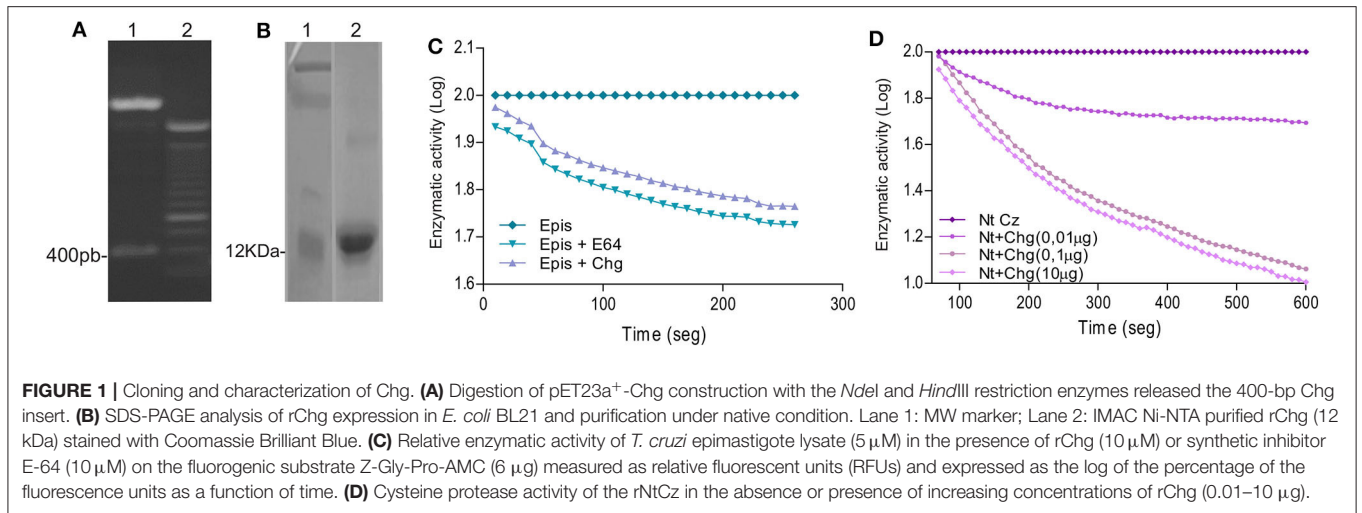 A
1 2
400pb-
B
1 2
12KDa-
C
Enzymatic activity (Log)
2.1
2.0
1.9
1.8
1.7
1.6
0 100 200 300
Time (seg)
Epis
Epis + E64
Epis + Chg
D
Enzymatic activity (Log)
2.0
1.8
1.6
1.4
1.2
1.0
100 200 300 400 500 600
Time (seg)
Nt Cz
Nt+Chg(0,01µg)
Nt+Chg(0,1µg)
Nt+Chg(10µg)
FIGURE 1 | Cloning and characterization of Chg. (A) Digestion of pET23a⁺-Chg construction with the NdeI and HindIII restriction enzymes released the 400-bp Chg
insert. (B) SDS-PAGE analysis of rChg expression in E. coli BL21 and purification under native condition. Lane 1: MW marker; Lane 2: IMAC Ni-NTA purified rChg (12
kDa) stained with Coomassie Brilliant Blue. (C) Relative enzymatic activity of T. cruzi epimastigote lysate (5 µM) in the presence of rChg (10 µM) or synthetic inhibitor
E-64 (10 µM) on the fluorogenic substrate Z-Gly-Pro-AMC (6 µg) measured as relative fluorescent units (RFUs) and expressed as the log of the percentage of the
fluorescence units as a function of time. (D) Cysteine protease activity of the rNtCz in the absence or presence of increasing concentrations of rChg (0.01–10 µg).